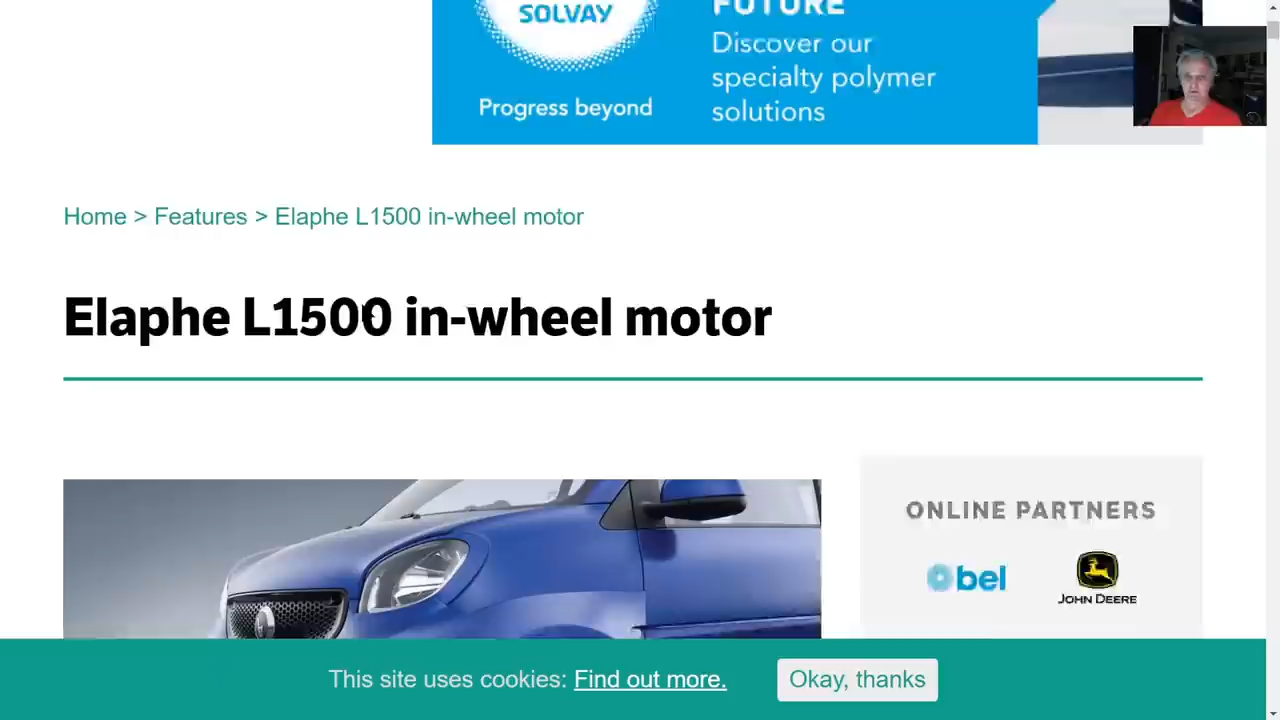 SOLVAY
Progress beyond
FUTURE
Discover our
specialty polymer
solutions
Home > Features > Elaphe L1500 in-wheel motor
Elaphe L1500 in-wheel motor
ONLINE PARTNERS
bel
JOHN DEERE
This site uses cookies: Find out more.
Okay, thanks